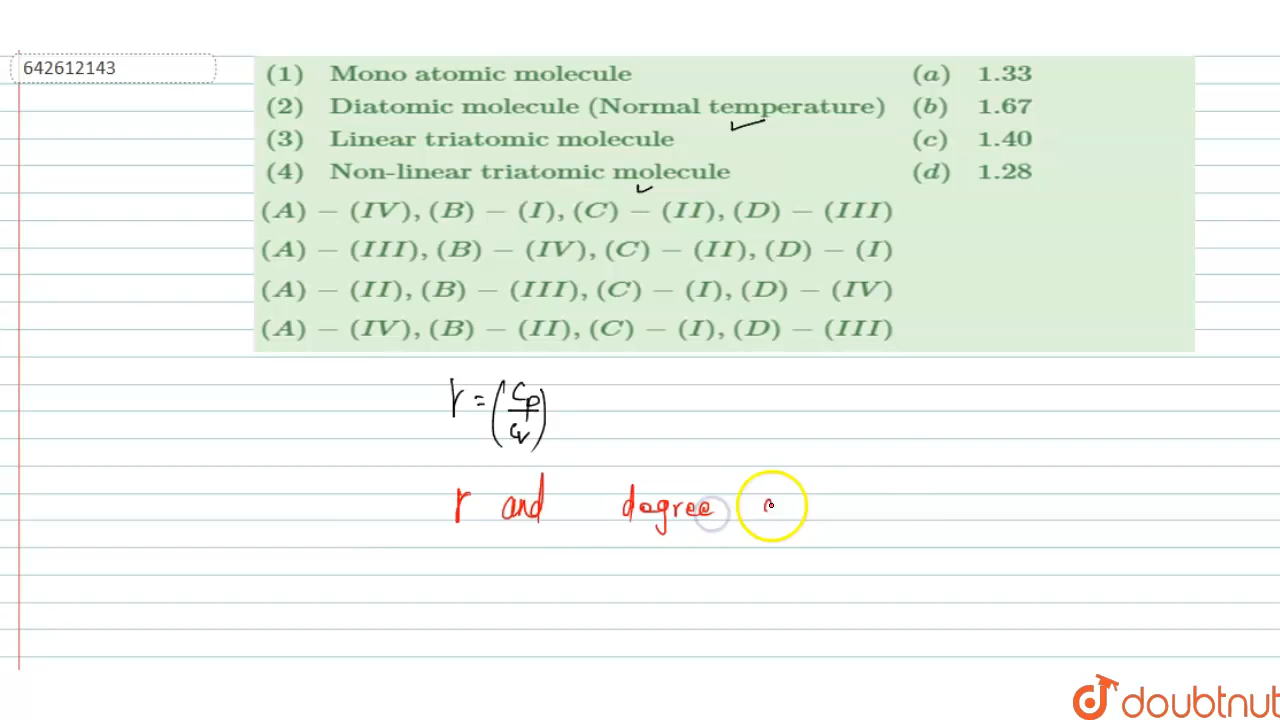 642612143
(1) Mono atomic molecule (a) 1.33
(2) Diatomic molecule (Normal temperature) (b) 1.67
(3) Linear triatomic molecule (c) 1.40
(4) Non-linear triatomic molecule (d) 1.28
(A) − (IV), (B) − (I), (C) − (II), (D) − (III)
(A) − (III), (B) − (IV), (C) − (II), (D) − (I)
(A) − (II), (B) − (III), (C) − (I), (D) − (IV)
(A) − (IV), (B) − (II), (C) − (I), (D) − (III)
r = (Cp/Cv)
r and degree
doubtnut